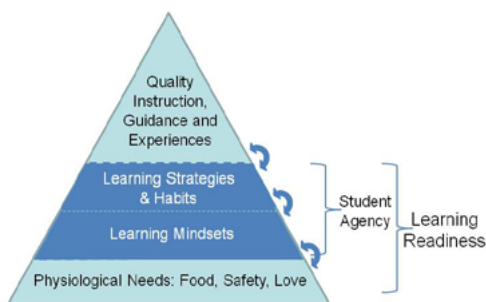 Quality
Instruction,
Guidance and
Experiences
Learning Strategies
& Habits
Learning Mindsets
Physiological Needs: Food, Safety, Love
Student
Agency
Learning
Readiness